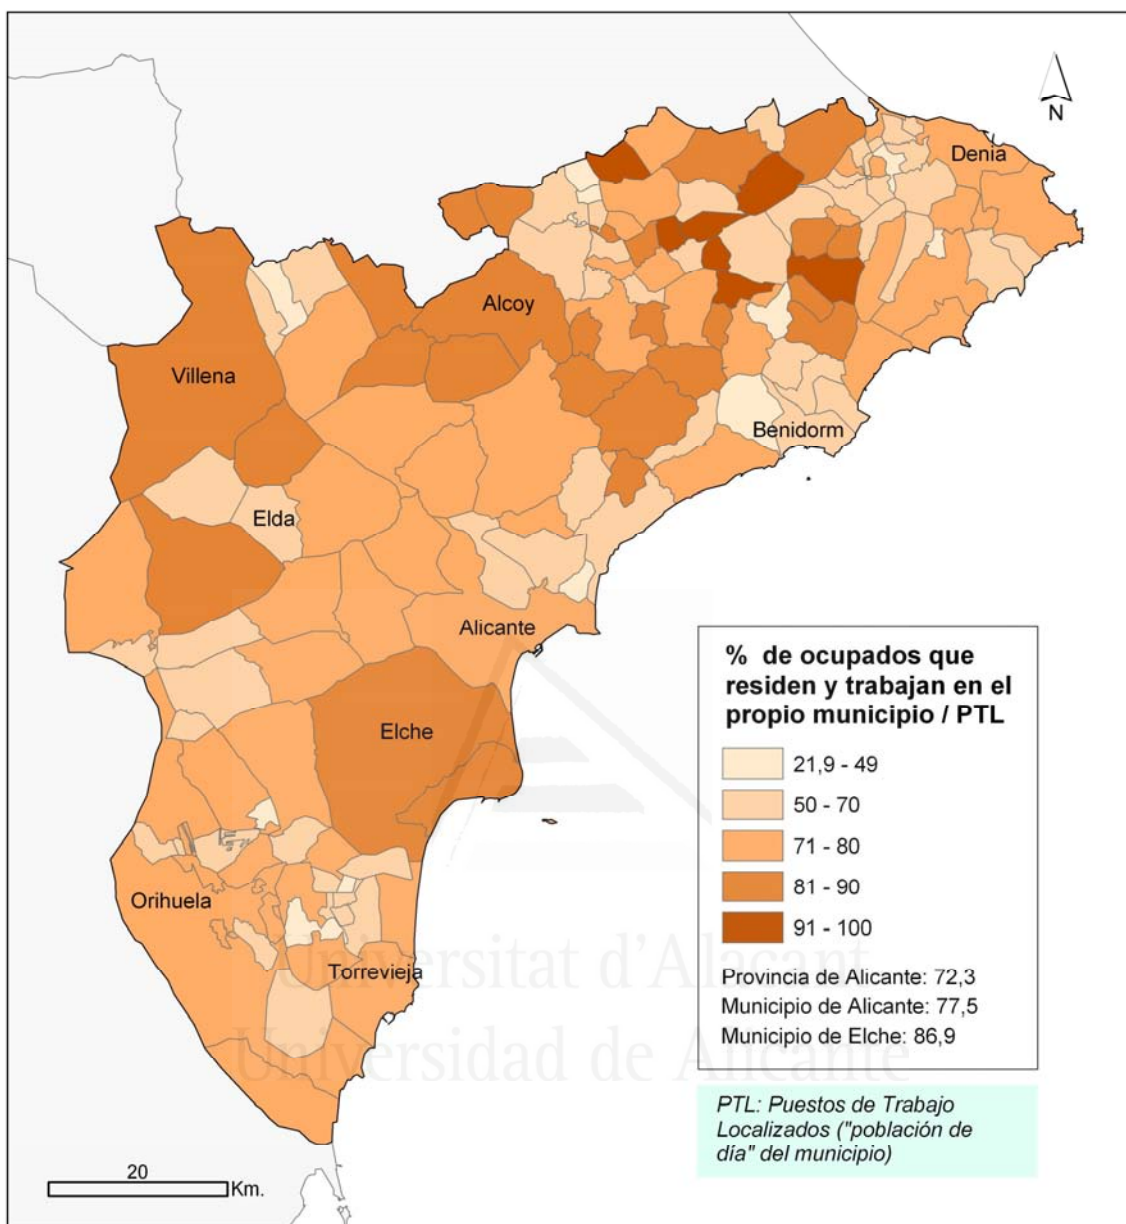 N
Denia
Alcoy
Villena
Benidorm
Elda
Alicante
Elche
Orihuela
Torrevieja
% de ocupados que
residen y trabajan en el
propio municipio / PTL
21,9 - 49
50 - 70
71 - 80
81 - 90
91 - 100
Provincia de Alicante: 72,3
Municipio de Alicante: 77,5
Municipio de Elche: 86,9
PTL: Puestos de Trabajo
Localizados ("población de
día" del municipio)
20
Km.
Universitat d'Alacant
Universidad de Alicante